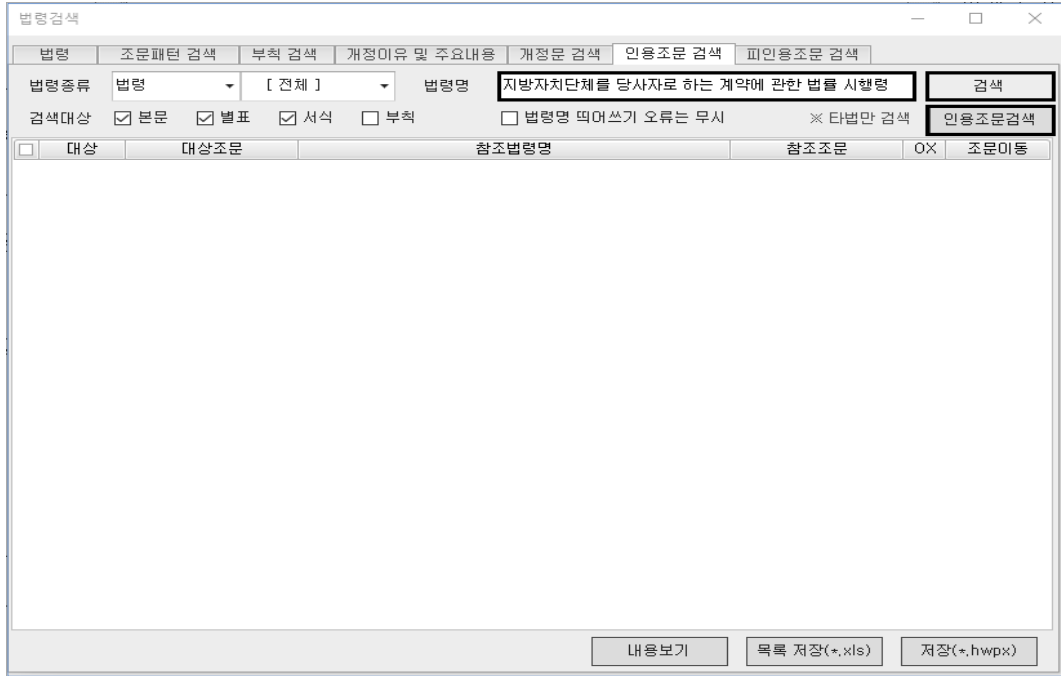 법령검색
법령 조문패턴 검색 부칙 검색 개정이유 및 주요내용 개정문 검색 인용조문 검색 피인용조문 검색
법령종류 법령 [ 전체 ] 법령명 지방자치단체를 당사자로 하는 계약에 관한 법률 시행령 검색
검색대상 본문 별표 서식 부칙 법령명 띄어쓰기 오류는 무시 ※ 타법만 검색 인용조문검색
대상 대상조문 참조법령명 참조조문 OX 조문이동
내용보기 목록 저장(*.xls) 저장(*.hwpx)